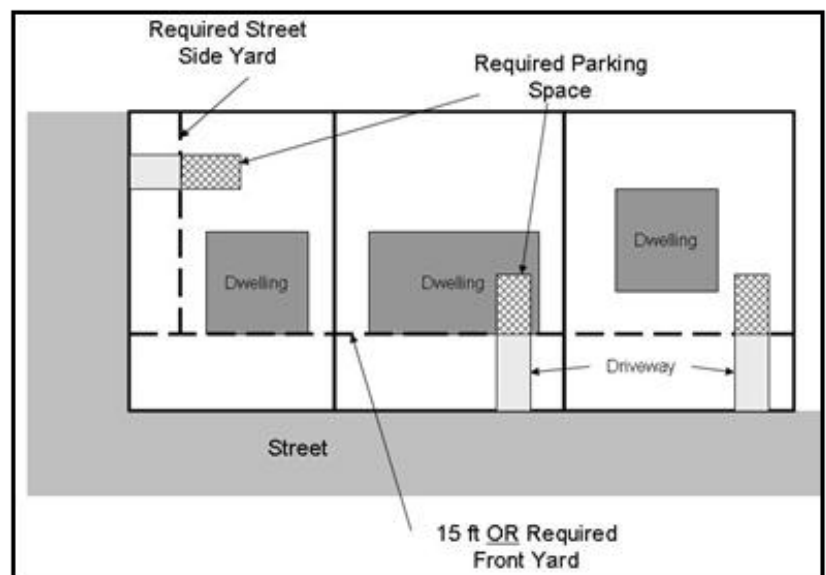 Required Street
Side Yard
Required Parking
Space
Dwelling
Dwelling
Dwelling
Driveway
Street
15 ft OR Required
Front Yard